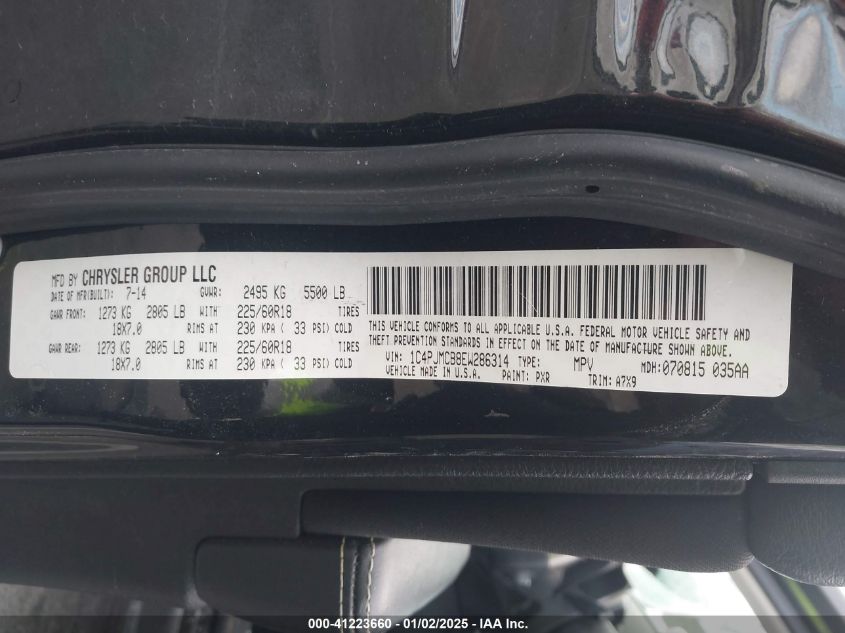 MFD BY CHRYSLER GROUP LLC
DATE OF MFR(BUILT): 7-14 GVWR: 2495 KG 5500 LB
GAWR FRONT: 1273 KG 2805 LB WITH 225/60R18 TIRES
18X7.0 RIMS AT 230 KPA ( 33 PSI) COLD
GAWR REAR: 1273 KG 2805 LB WITH 225/60R18 TIRES
18X7.0 RIMS AT 230 KPA ( 33 PSI) COLD
THIS VEHICLE CONFORMS TO ALL APPLICABLE U.S.A. FEDERAL MOTOR VEHICLE SAFETY AND
THEFT PREVENTION STANDARDS IN EFFECT ON THE DATE OF MANUFACTURE SHOWN ABOVE.
VIN: 1C4PJMCB8EW286314 TYPE: MPV MDH:070815 035AA
VEHICLE MADE IN U.S.A. PAINT: PXR TRIM: A7X9
000-41223660 - 01/02/2025 - IAA Inc.